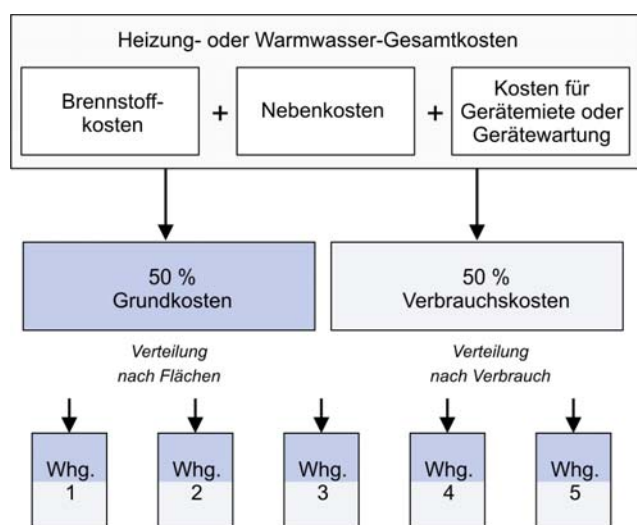 Heizung- oder Warmwasser-Gesamtkosten
Brennstoff-
kosten
+
Nebenkosten
+
Kosten für
Gerätemiete oder
Gerätewartung
50 %
Grundkosten
50 %
Verbrauchskosten
Verteilung
nach Flächen
Verteilung
nach Verbrauch
Whg.
1
Whg.
2
Whg.
3
Whg.
4
Whg.
5